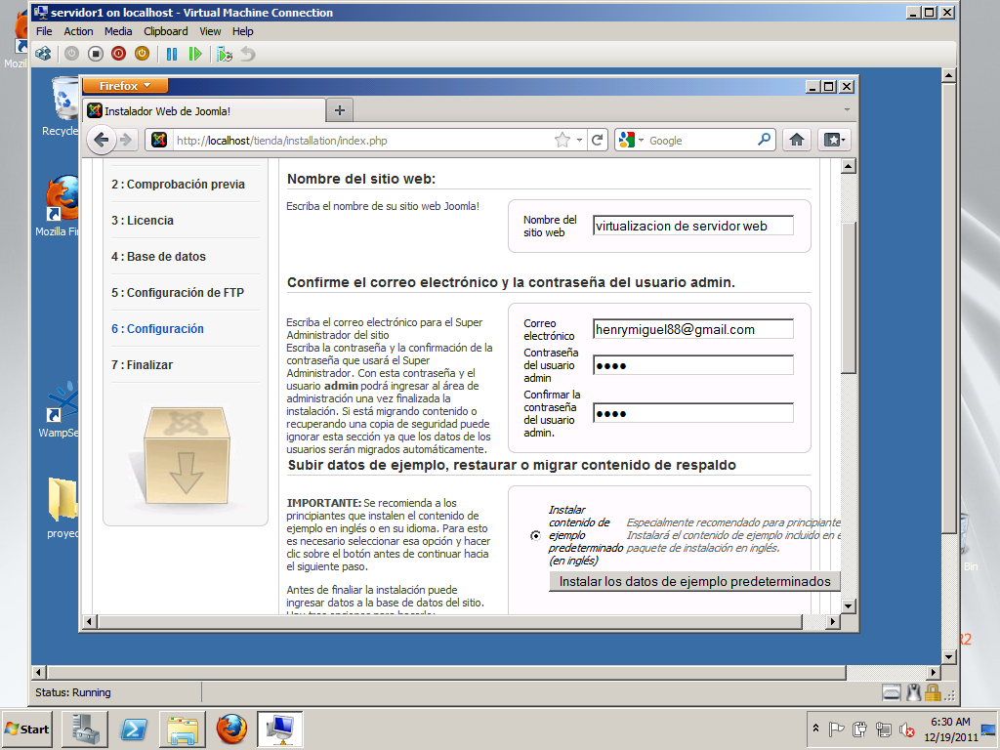 servidor1 on localhost - Virtual Machine Connection
File Action Media Clipboard View Help
Mozil
Recycle
Mozilla Fir
WampSe
proyec
Firefox
Instalador Web de Joomla!
http://localhost/tienda/installation/index.php
Google
2 : Comprobación previa
3 : Licencia
4 : Base de datos
5 : Configuración de FTP
6 : Configuración
7 : Finalizar
Nombre del sitio web:
Escriba el nombre de su sitio web Joomla!
Nombre del
sitio web
virtualizacion de servidor web
Confirme el correo electrónico y la contraseña del usuario admin.
Escriba el correo electrónico para el Super
Administrador del sitio
Escriba la contraseña y la confirmación de la
contraseña que usará el Super
Administrador. Con esta contraseña y el
usuario admin podrá ingresar al área de
administración una vez finalizada la
instalación. Si está migrando contenido o
recuperando una copia de seguridad puede
ignorar esta sección ya que los datos de los
usuarios serán migrados automáticamente.
Correo
electrónico
henrymiguel88@gmail.com
Contraseña
del usuario
admin
●●●●
Confirmar la
contraseña
del usuario
admin.
●●●●
Subir datos de ejemplo, restaurar o migrar contenido de respaldo
IMPORTANTE: Se recomienda a los
principiantes que instalen el contenido de
ejemplo en inglés o en su idioma. Para esto
es necesario seleccionar esa opción y hacer
clic sobre el botón antes de continuar hacia
el siguiente paso.
Antes de finaliar la instalación puede
ingresar datos a la base de datos del sitio.
Hay tres opciones para hacerlo:
Instalar
contenido de
ejemplo
predeterminado
(en inglés)
Especialmente recomendado para principiante
Instalará el contenido de ejemplo incluido en e
paquete de instalación en inglés.
Instalar los datos de ejemplo predeterminados
Bin
R2
Status: Running
Start
6:30 AM
12/19/2011